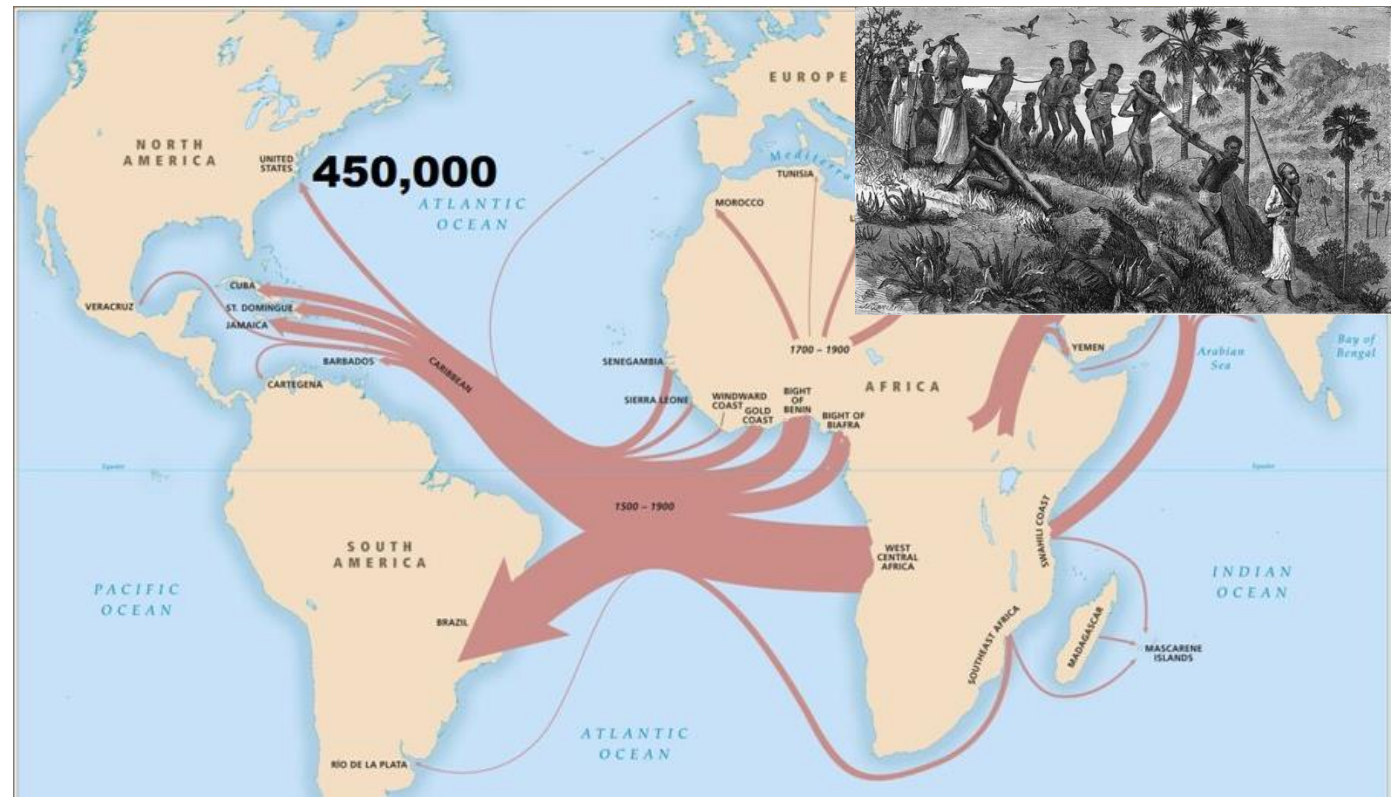 NORTH
AMERICA
UNITED
STATES
450,000
ATLANTIC
OCEAN
EUROPE
TUNISIA
MOROCCO
VERACRUZ
CUBA
ST. DOMINGUE
JAMAICA
BARBADOS
CARTEGENA
CARIBBEAN
1700 – 1900
SENEGAMBIA
SIERRA LEONE
WINDWARD
COAST
GOLD
COAST
BIGHT
OF
BENIN
BIGHT OF
BIAFRA
AFRICA
YEMEN
Arabian
Sea
Bay of
Bengal
Equator
Equator
1500 – 1900
SOUTH
AMERICA
WEST
CENTRAL
AFRICA
SWAHILI COAST
INDIAN
OCEAN
PACIFIC
OCEAN
BRAZIL
SOUTHEAST AFRICA
MADAGASCAR
MASCARENE
ISLANDS
ATLANTIC
OCEAN
RÍO DE LA PLATA